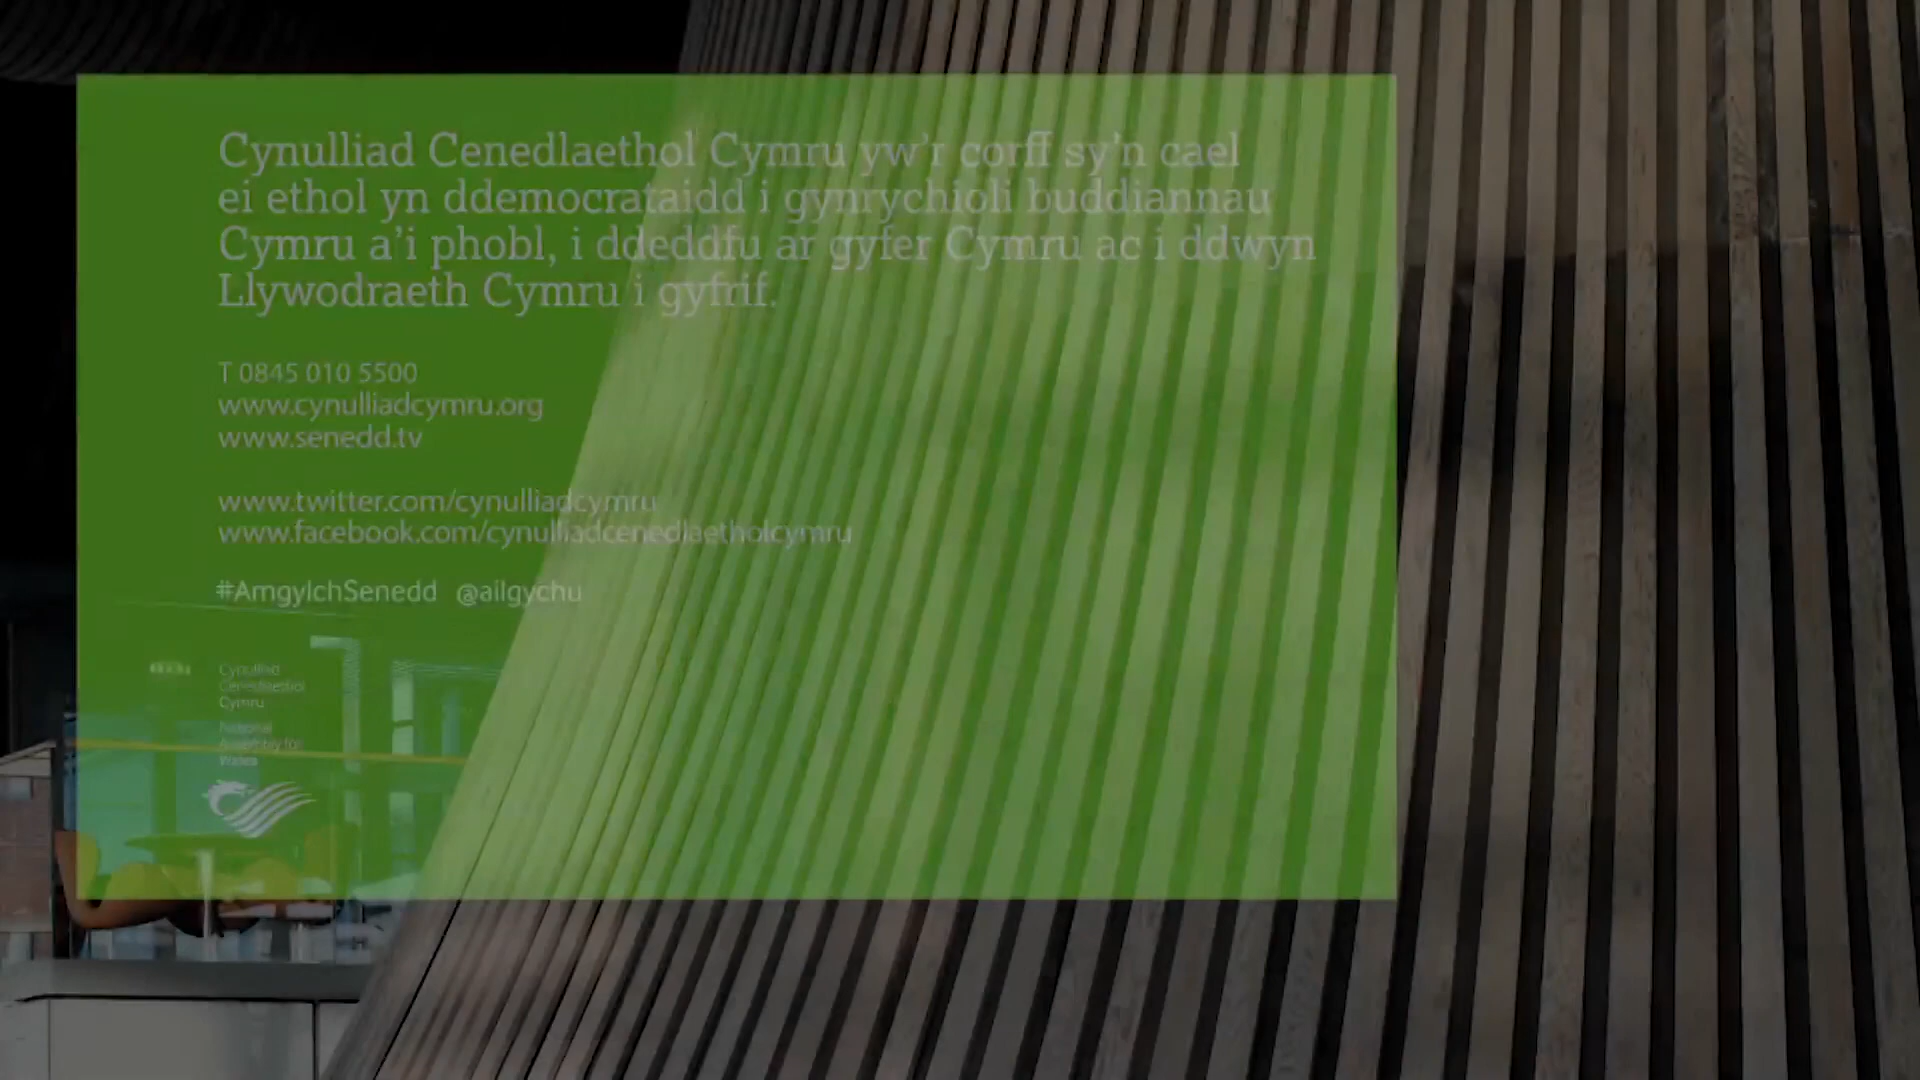 Cynulliad Cenedlaethol Cymru yw'r corff sy'n cael
ei ethol yn ddemocrataidd i gynrychioli buddiannau
Cymru a'i phobl, i ddeddfu ar gyfer Cymru ac i ddwyn
Llywodraeth Cymru i gyfrif.
T 0845 010 5500
www.cynulliadcymru.org
www.senedd.tv
www.twitter.com/cynulliadcymru
www.facebook.com/cynulliadcenedlaetholcymru
#AmgylchSenedd @ailgychu
Cynulliad
Cenedlaethol
Cymru
National
Assembly for
Wales